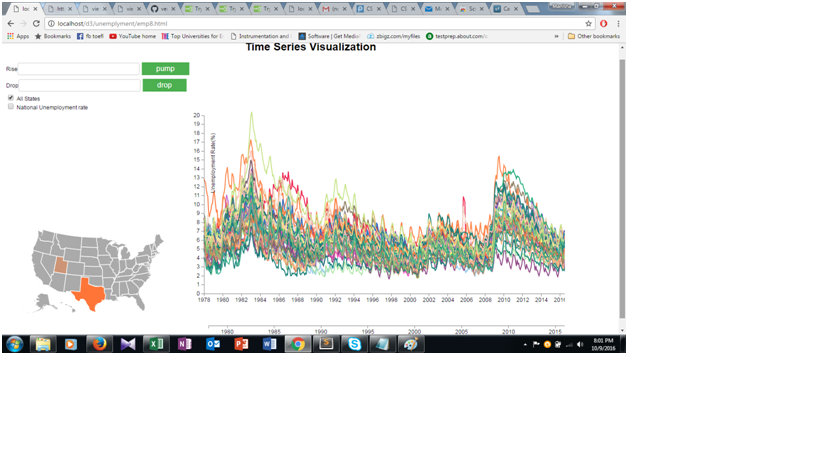 localhost/d3/unemplyment/emp8.html
Apps Bookmarks fb toefl YouTube home Top Universities for E Instrumentation and Software | Get Media zbigz.com/myfiles testprep.about.com/ » Other bookmarks
Time Series Visualization
Rise pump
Drop drop
All States
National Unemployment rate
Unemployment Rate(%)
20
19
18
17
16
15
14
13
12
11
10
9
8
7
6
5
4
3
2
1
0
1978 1980 1982 1984 1986 1988 1990 1992 1994 1996 1998 2000 2002 2004 2006 2008 2010 2012 2014
1980 1985 1990 1995 2000 2005 2010 2015
8:01 PM
10/9/2016